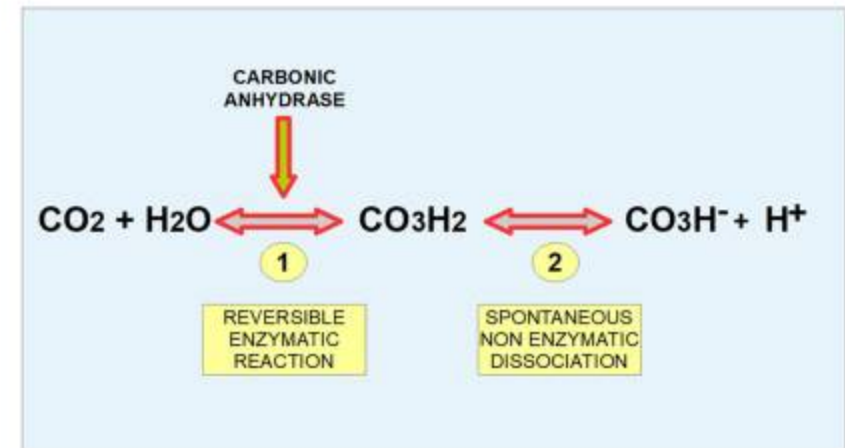 CARBONIC
ANHYDRASE
CO2 + H2O CO3H2 CO3H- + H+
1 2
REVERSIBLE
ENZYMATIC
REACTION
SPONTANEOUS
NON ENZYMATIC
DISSOCIATION